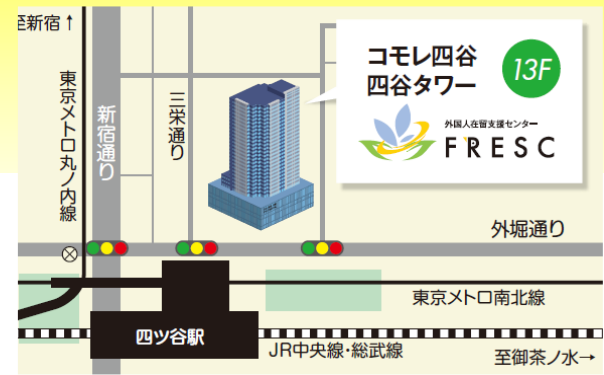 至新宿↑
コモレ四谷
四谷タワー
13F
外国人在留支援センター
FRESC
東京メトロ丸ノ内線
新宿通り
三栄通り
外堀通り
東京メトロ南北線
四ツ谷駅
JR中央線・総武線
至御茶ノ水→